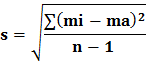 s = √(∑(mi − ma)² / (n − 1))